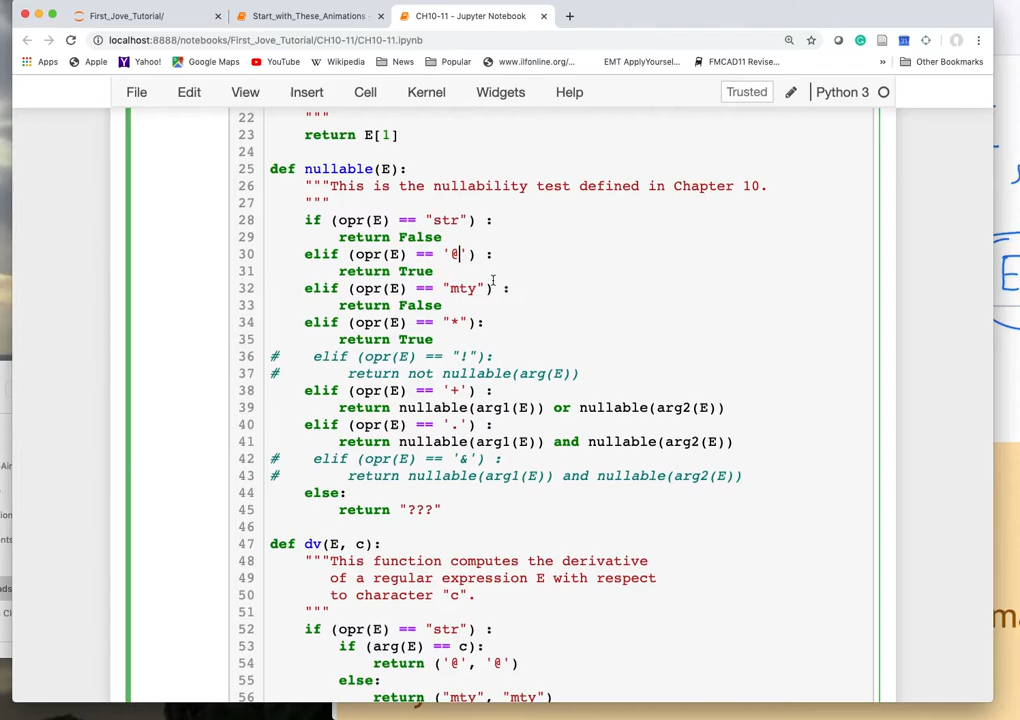 First_Jove_Tutorial/
Start_with_These_Animations -
CH10-11 - Jupyter Notebook
localhost:8888/notebooks/First_Jove_Tutorial/CH10-11/CH10-11.ipynb
Apps Apple Yahoo! Google Maps YouTube Wikipedia News Popular www.ilfonline.org/... EMT ApplyYoursel... FMCAD11 Revise... » Other Bookmarks
File Edit View Insert Cell Kernel Widgets Help Trusted Python 3
22 """
23 return E[1]
24
25 def nullable(E):
26 """This is the nullability test defined in Chapter 10.
27 """
28 if (opr(E) == "str") :
29 return False
30 elif (opr(E) == '@') :
31 return True
32 elif (opr(E) == "mty") :
33 return False
34 elif (opr(E) == "*"):
35 return True
36 # elif (opr(E) == "!"):
37 # return not nullable(arg(E))
38 elif (opr(E) == '+') :
39 return nullable(arg1(E)) or nullable(arg2(E))
40 elif (opr(E) == '.') :
41 return nullable(arg1(E)) and nullable(arg2(E))
42 # elif (opr(E) == '&') :
43 # return nullable(arg1(E)) and nullable(arg2(E))
44 else:
45 return "???"
46
47 def dv(E, c):
48 """This function computes the derivative
49 of a regular expression E with respect
50 to character "c".
51 """
52 if (opr(E) == "str") :
53 if (arg(E) == c):
54 return ('@', '@')
55 else:
56 return ("mty", "mty")